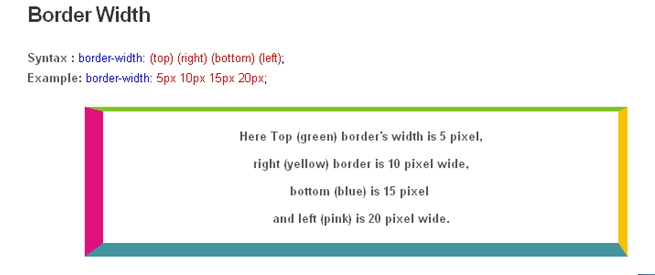 Border Width
Syntax : border-width: (top) (right) (bottom) (left);
Example: border-width: 5px 10px 15px 20px;
Here Top (green) border's width is 5 pixel,
right (yellow) border is 10 pixel wide,
bottom (blue) is 15 pixel
and left (pink) is 20 pixel wide.